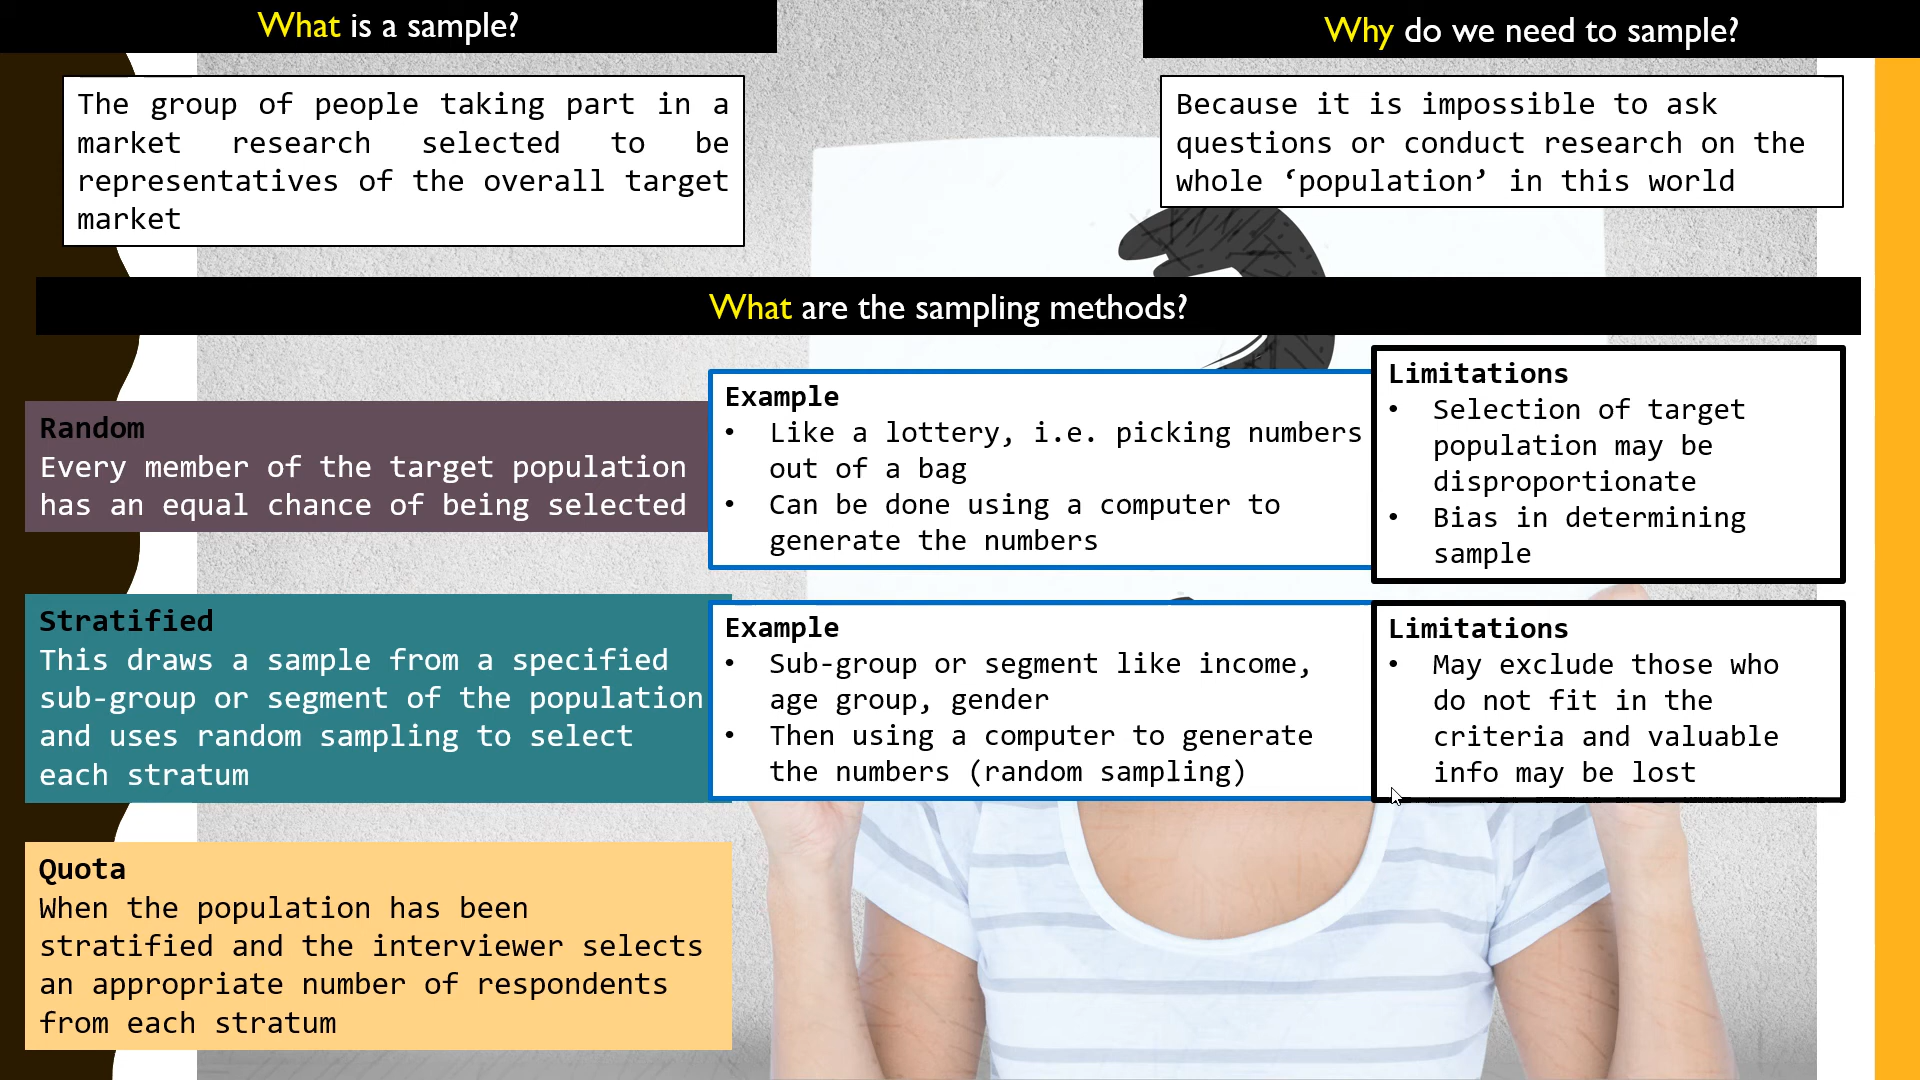 What is a sample?
The group of people taking part in a
market research selected to be
representatives of the overall target
market
Why do we need to sample?
Because it is impossible to ask
questions or conduct research on the
whole ‘population’ in this world
What are the sampling methods?
Random
Every member of the target population
has an equal chance of being selected
Example
• Like a lottery, i.e. picking numbers
out of a bag
• Can be done using a computer to
generate the numbers
Limitations
• Selection of target
population may be
disproportionate
• Bias in determining
sample
Stratified
This draws a sample from a specified
sub-group or segment of the population
and uses random sampling to select
each stratum
Example
• Sub-group or segment like income,
age group, gender
• Then using a computer to generate
the numbers (random sampling)
Limitations
• May exclude those who
do not fit in the
criteria and valuable
info may be lost
Quota
When the population has been
stratified and the interviewer selects
an appropriate number of respondents
from each stratum